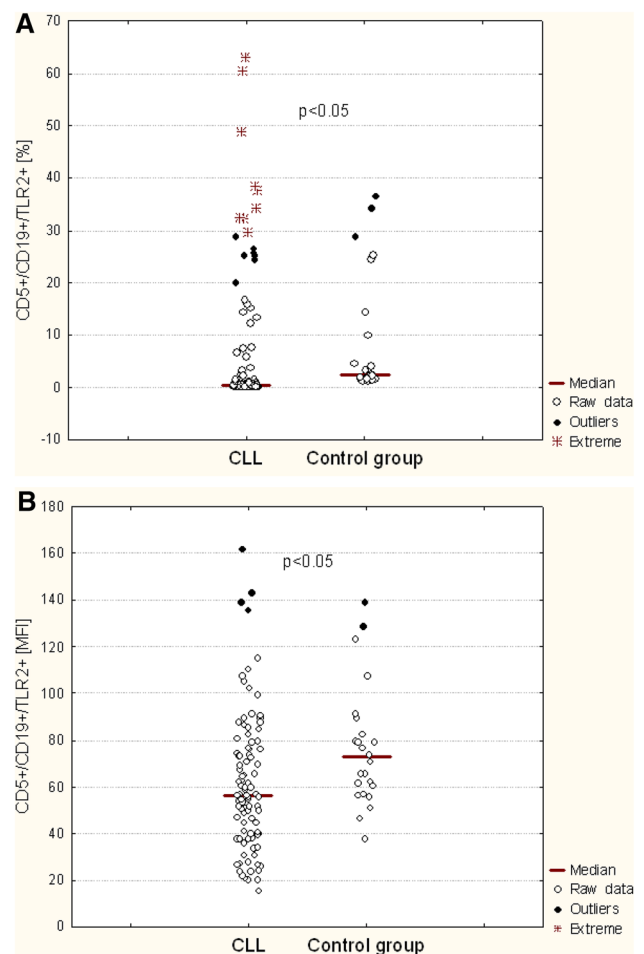 A
70
60
50
40
30
20
10
0
-10
CD5+/CD19+/TLR2+ [%]
p<0.05
CLL
Control group
Median
Raw data
Outliers
Extreme
B
180
160
140
120
100
80
60
40
20
0
CD5+/CD19+/TLR2+ [MFI]
p<0.05
CLL
Control group
Median
Raw data
Outliers
Extreme